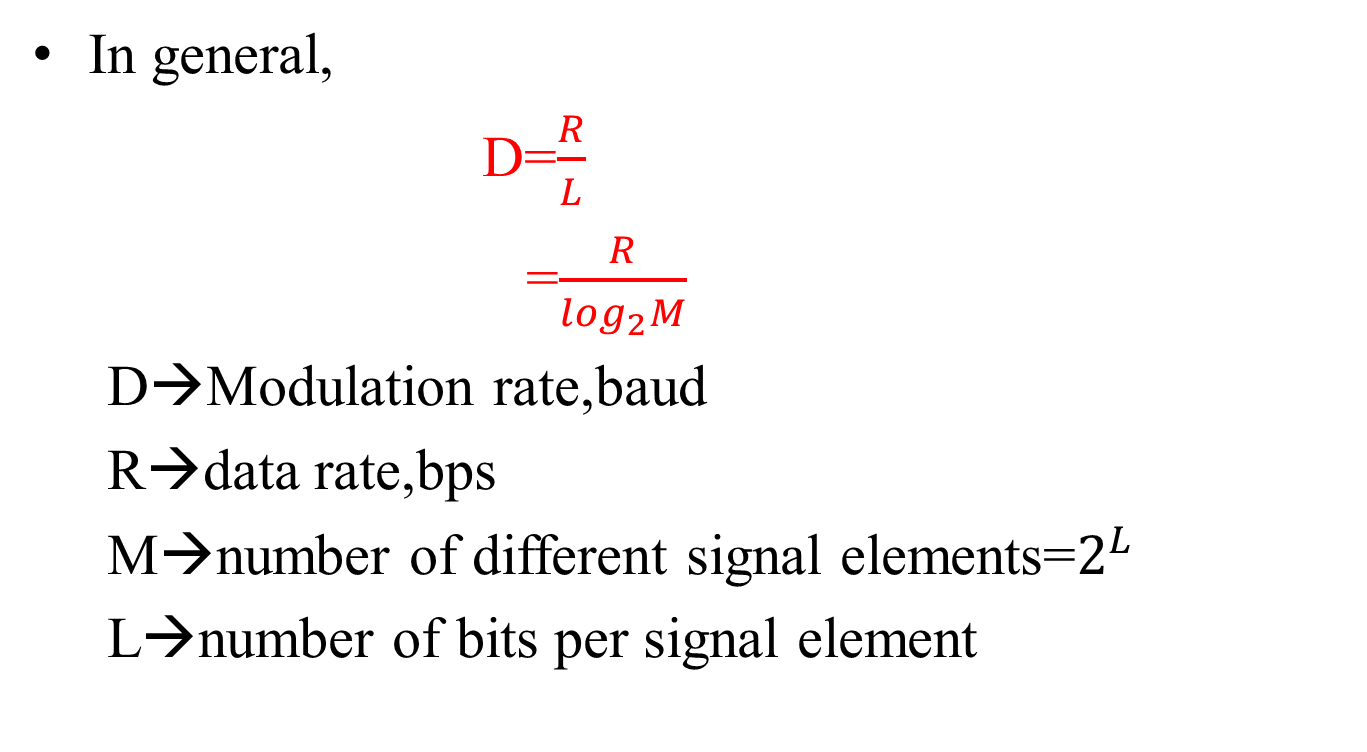 • In general,
D=R/L
=R/log₂M
D→Modulation rate,baud
R→data rate,bps
M→number of different signal elements=2^L
L→number of bits per signal element